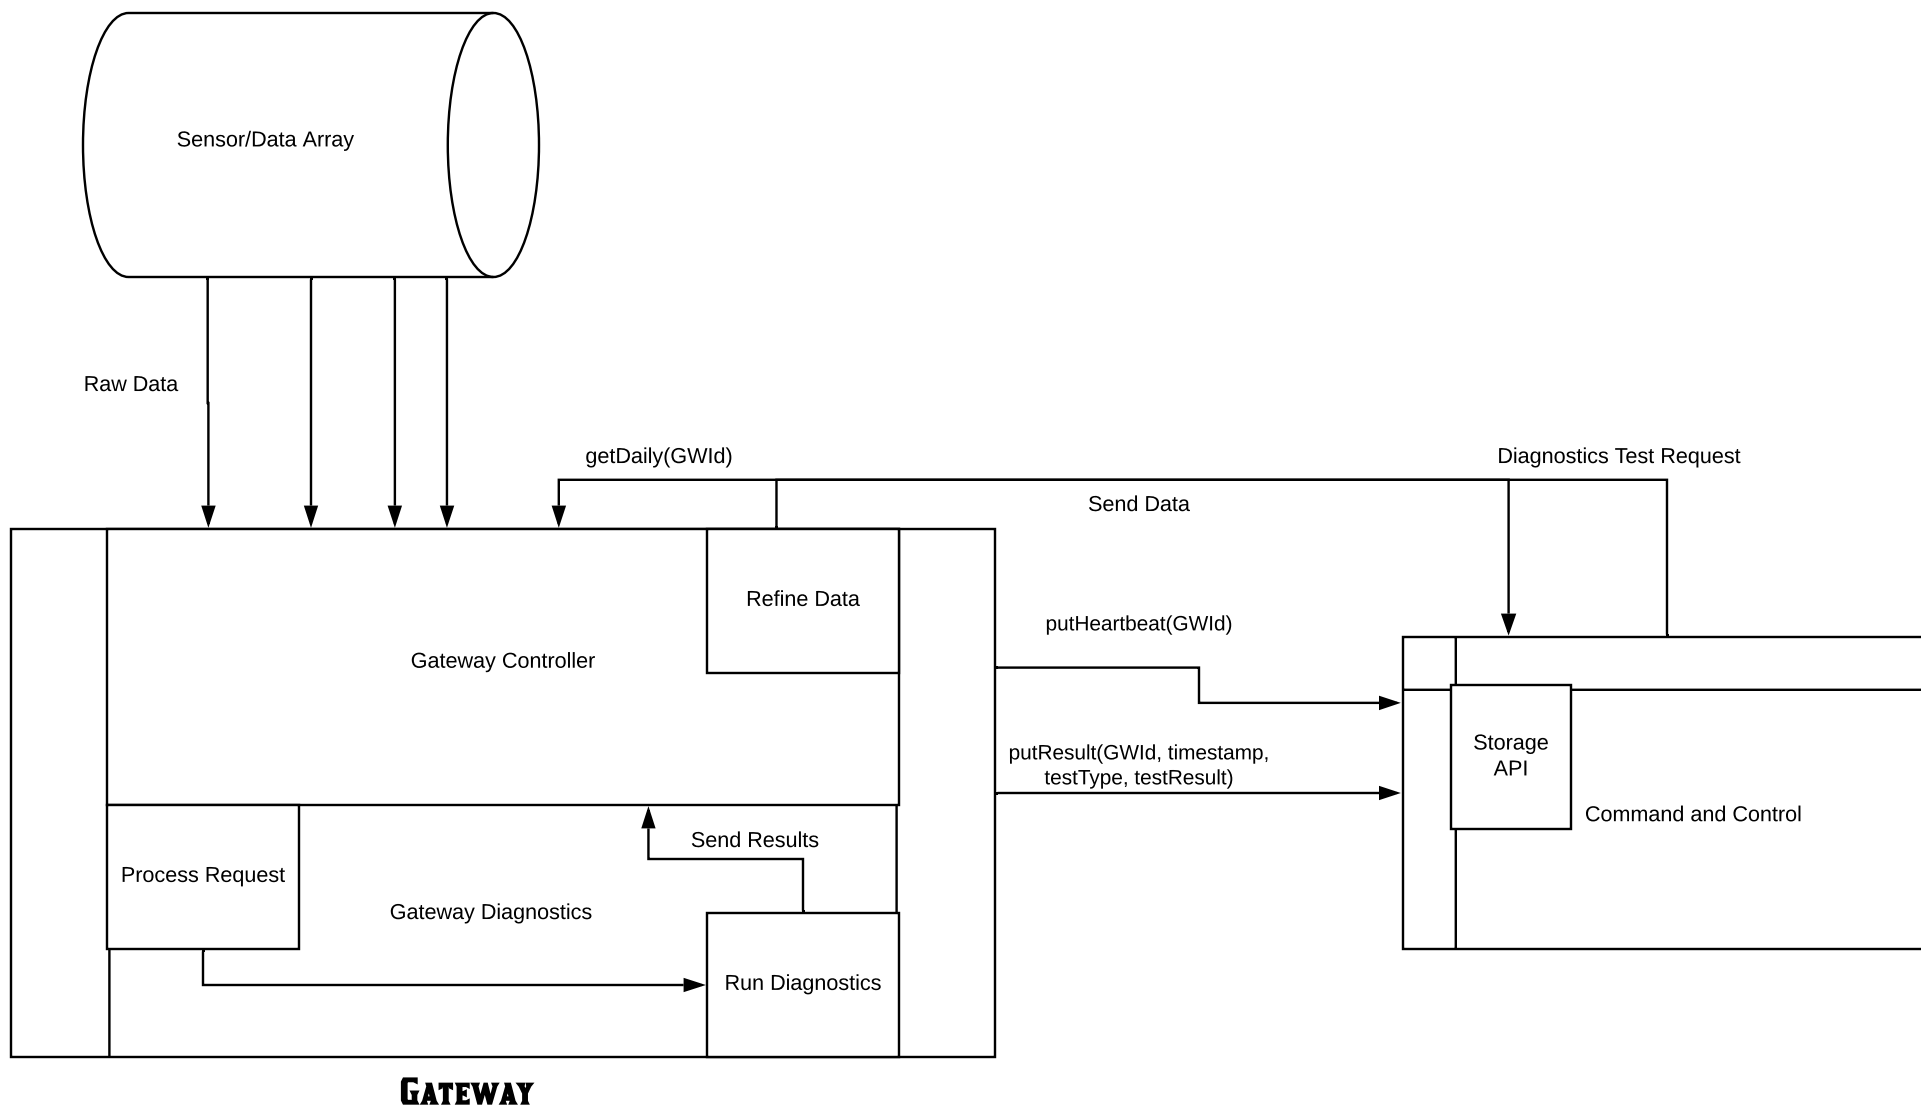 Sensor/Data Array
Raw Data
getDaily(GWId)
Diagnostics Test Request
Send Data
Refine Data
putHeartbeat(GWId)
Gateway Controller
putResult(GWId, timestamp,
testType, testResult)
Storage
API
Command and Control
Send Results
Process Request
Gateway Diagnostics
Run Diagnostics
GATEWAY